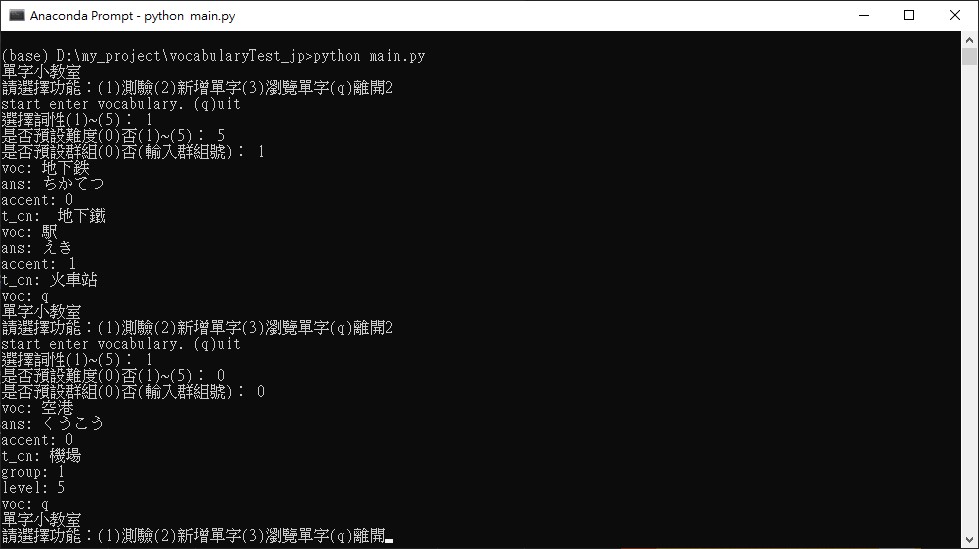 Anaconda Prompt - python  main.py
(base) D:\my_project\vocabularyTest_jp>python main.py
單字小教室
請選擇功能：(1)測驗(2)新增單字(3)瀏覽單字(q)離開2
start enter vocabulary. (q)uit
選擇詞性(1)~(5)： 1
是否預設難度(0)否(1)~(5)： 5
是否預設群組(0)否(輸入群組號)： 1
voc: 地下鉄
ans: ちかてつ
accent: 0
t_cn:  地下鐵
voc: 駅
ans: えき
accent: 1
t_cn: 火車站
voc: q
單字小教室
請選擇功能：(1)測驗(2)新增單字(3)瀏覽單字(q)離開2
start enter vocabulary. (q)uit
選擇詞性(1)~(5)： 1
是否預設難度(0)否(1)~(5)： 0
是否預設群組(0)否(輸入群組號)： 0
voc: 空港
ans: くうこう
accent: 0
t_cn: 機場
group: 1
level: 5
voc: q
單字小教室
請選擇功能：(1)測驗(2)新增單字(3)瀏覽單字(q)離開